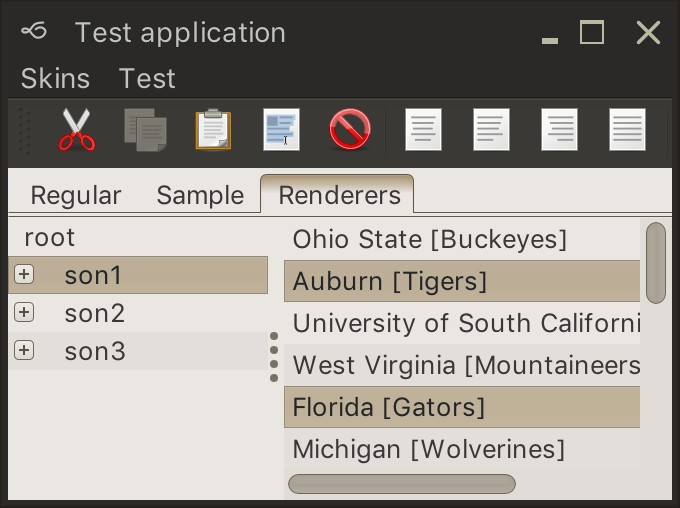 Test application
Skins Test
Regular Sample Renderers
root
son1
son2
son3
Ohio State [Buckeyes]
Auburn [Tigers]
University of South Californi
West Virginia [Mountaineers
Florida [Gators]
Michigan [Wolverines]